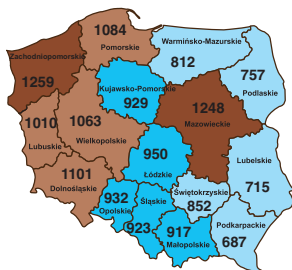 1084
Pomorskie
Warmińsko-Mazurskie
812
Zachodniopomorskie
1259
757
Podlaskie
Kujawsko-Pomorskie
929
1248
Mazowieckie
1010
Lubuskie
1063
Wielkopolskie
950
Łódzkie
Lubelskie
715
1101
Dolnośląskie
932
Opolskie
Śląskie
923
Świętokrzyskie
852
917
Małopolskie
Podkarpackie
687